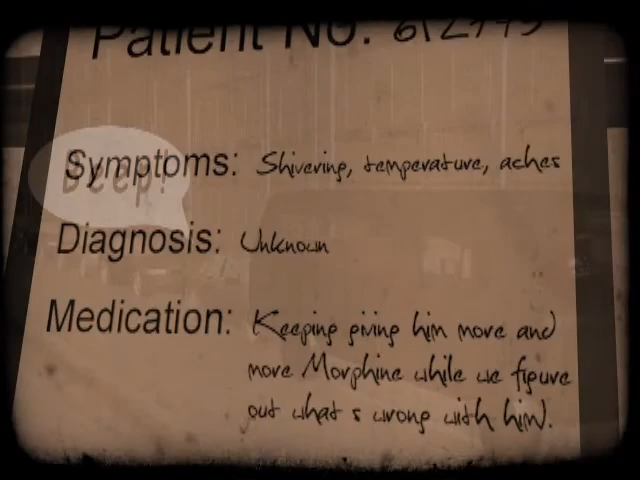 Patient No.
Beep!
Symptoms: Shivering, temperature, aches
Diagnosis: Unknown
Medication: Keeping giving him more and
more Morphine while we figure
out what s wrong with him.